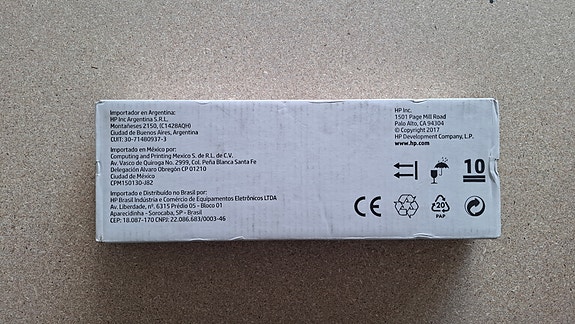 Importador en Argentina:
HP Inc Argentina S.R.L.
Montañeses 2150, (C1428AQH)
Ciudad de Buenos Aires, Argentina
CUIT: 30-71480937-3
Importado en México por:
Computing and Printing Mexico S. de R.L. de C.V.
Av. Vasco de Quiroga No. 2999, Col. Peña Blanca Santa Fe
Delegación Alvaro Obregón CP 01210
Ciudad de México
CPM150130-J82
Importado e Distribuído no Brasil por:
HP Brasil Indústria e Comércio de Equipamentos Eletrônicos LTDA
Av. Liberdade, nº. 6315 Prédio 05 - Bloco 01
Aparecidinha - Sorocaba, SP - Brasil
CEP: 18.087-170 CNPJ: 22.086.683/0003-46
HP Inc.
1501 Page Mill Road
Palo Alto, CA 94304
© Copyright 2017
HP Development Company, L.P.
www.hp.com
10
CE
20
PAP